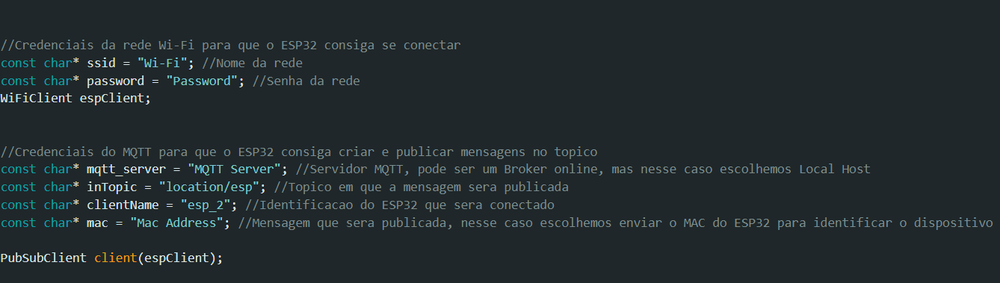 //Credenciais da rede Wi-Fi para que o ESP32 consiga se conectar
const char* ssid = "Wi-Fi"; //Nome da rede
const char* password = "Password"; //Senha da rede
WiFiClient espClient;
//Credenciais do MQTT para que o ESP32 consiga criar e publicar mensagens no topico
const char* mqtt_server = "MQTT Server"; //Servidor MQTT, pode ser um Broker online, mas nesse caso escolhemos Local Host
const char* inTopic = "location/esp"; //Topico em que a mensagem sera publicada
const char* clientName = "esp_2"; //Identificacao do ESP32 que sera conectado
const char* mac = "Mac Address"; //Mensagem que sera publicada, nesse caso escolhemos enviar o MAC do ESP32 para identificar o dispositivo
PubSubClient client(espClient);